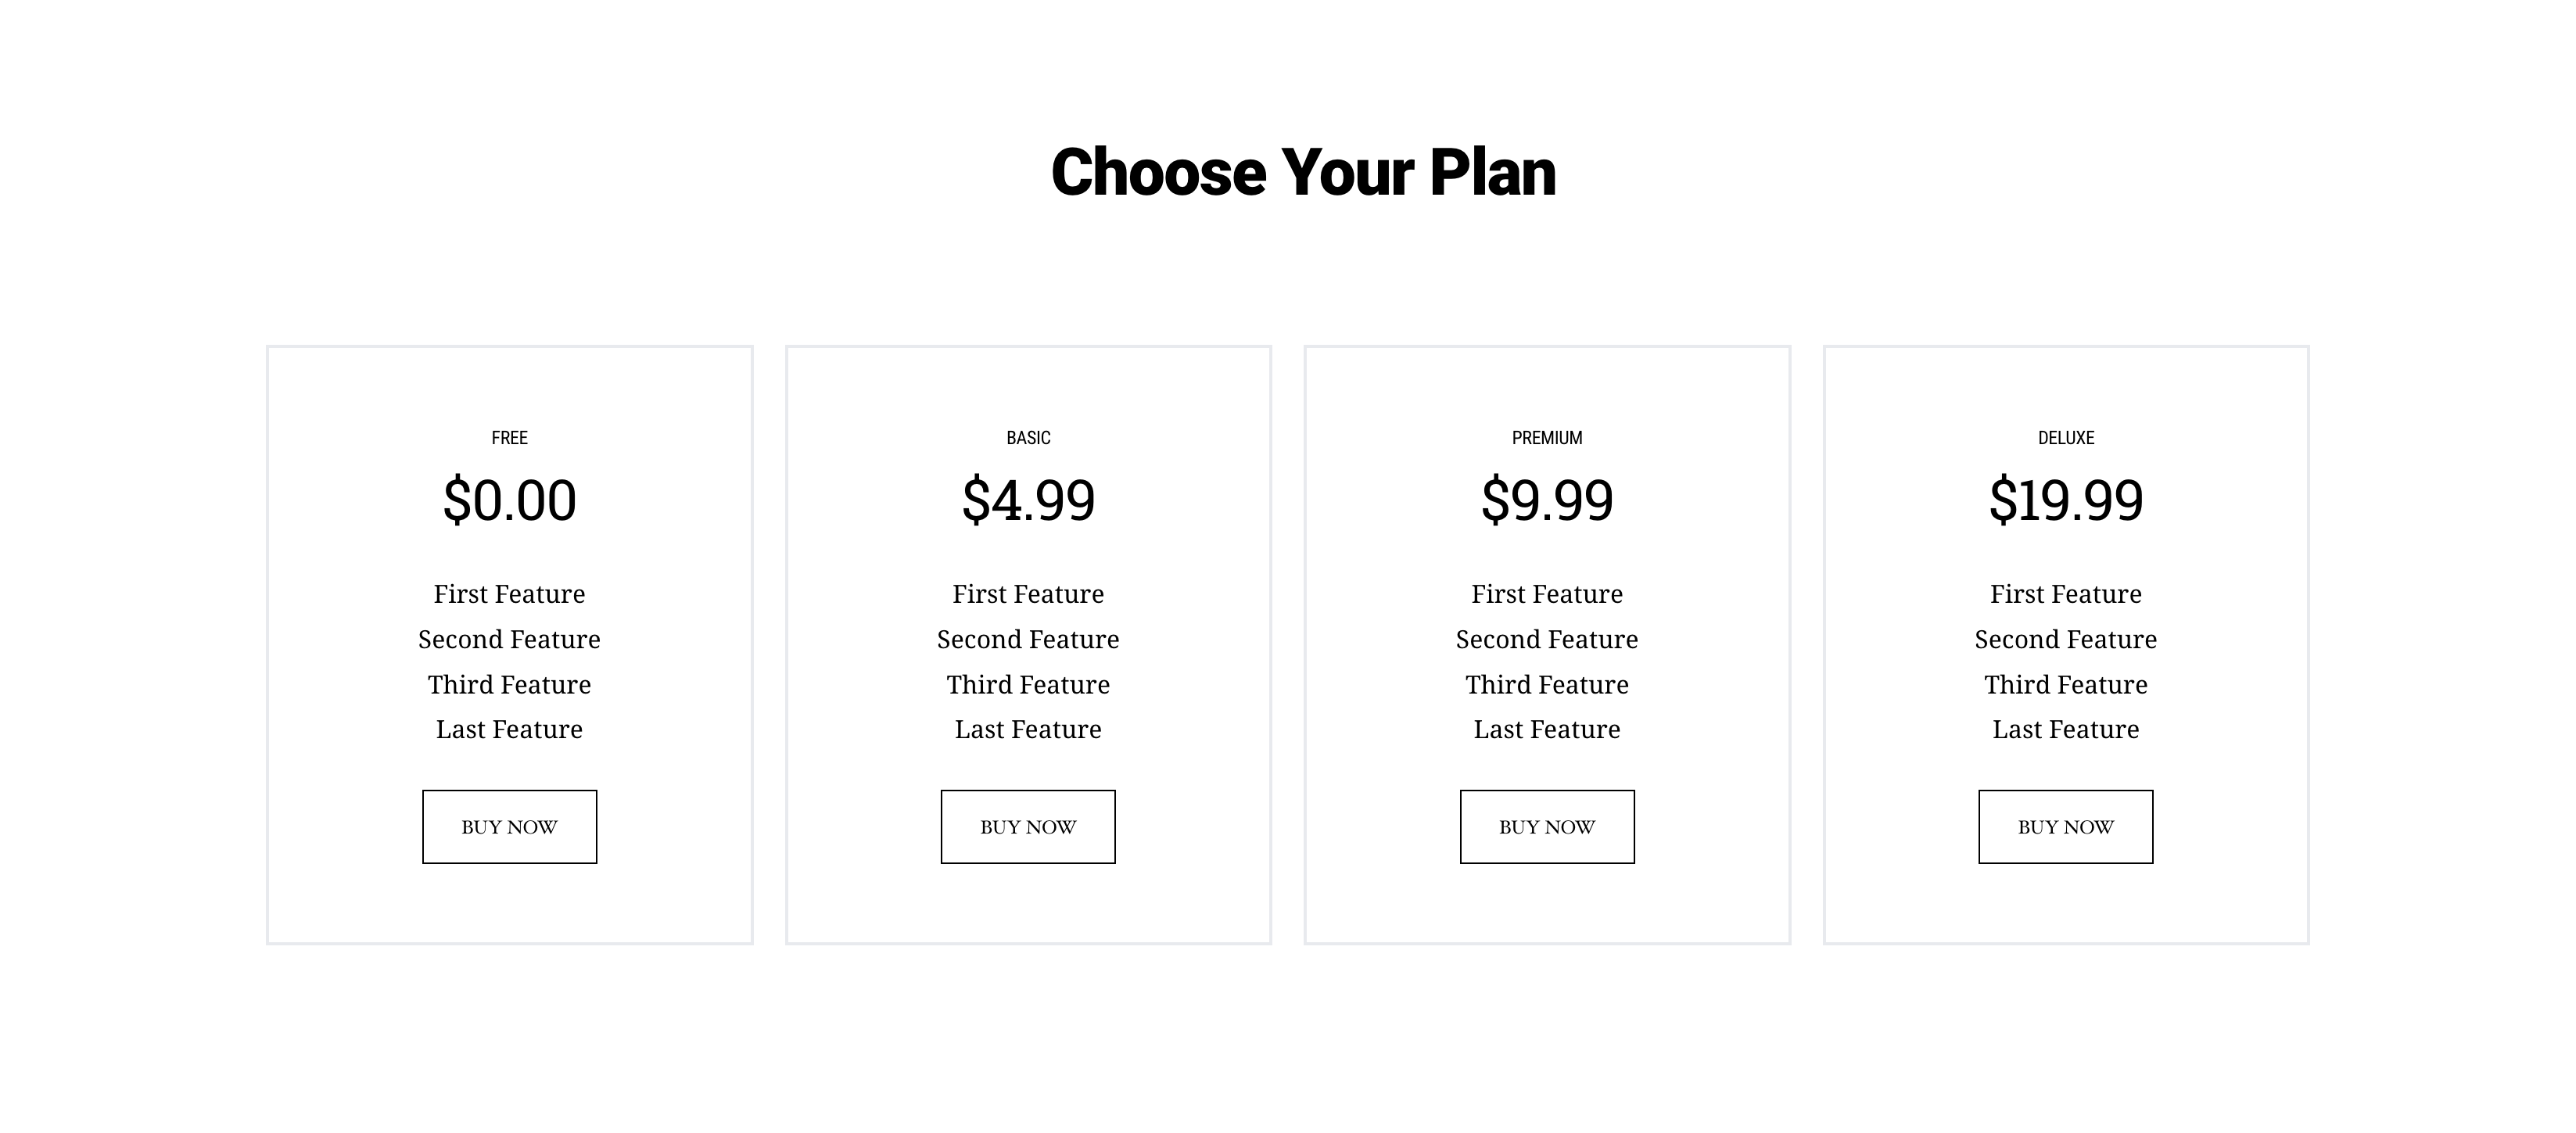 Choose Your Plan
FREE
$0.00
First Feature
Second Feature
Third Feature
Last Feature
BUY NOW
BASIC
$4.99
First Feature
Second Feature
Third Feature
Last Feature
BUY NOW
PREMIUM
$9.99
First Feature
Second Feature
Third Feature
Last Feature
BUY NOW
DELUXE
$19.99
First Feature
Second Feature
Third Feature
Last Feature
BUY NOW